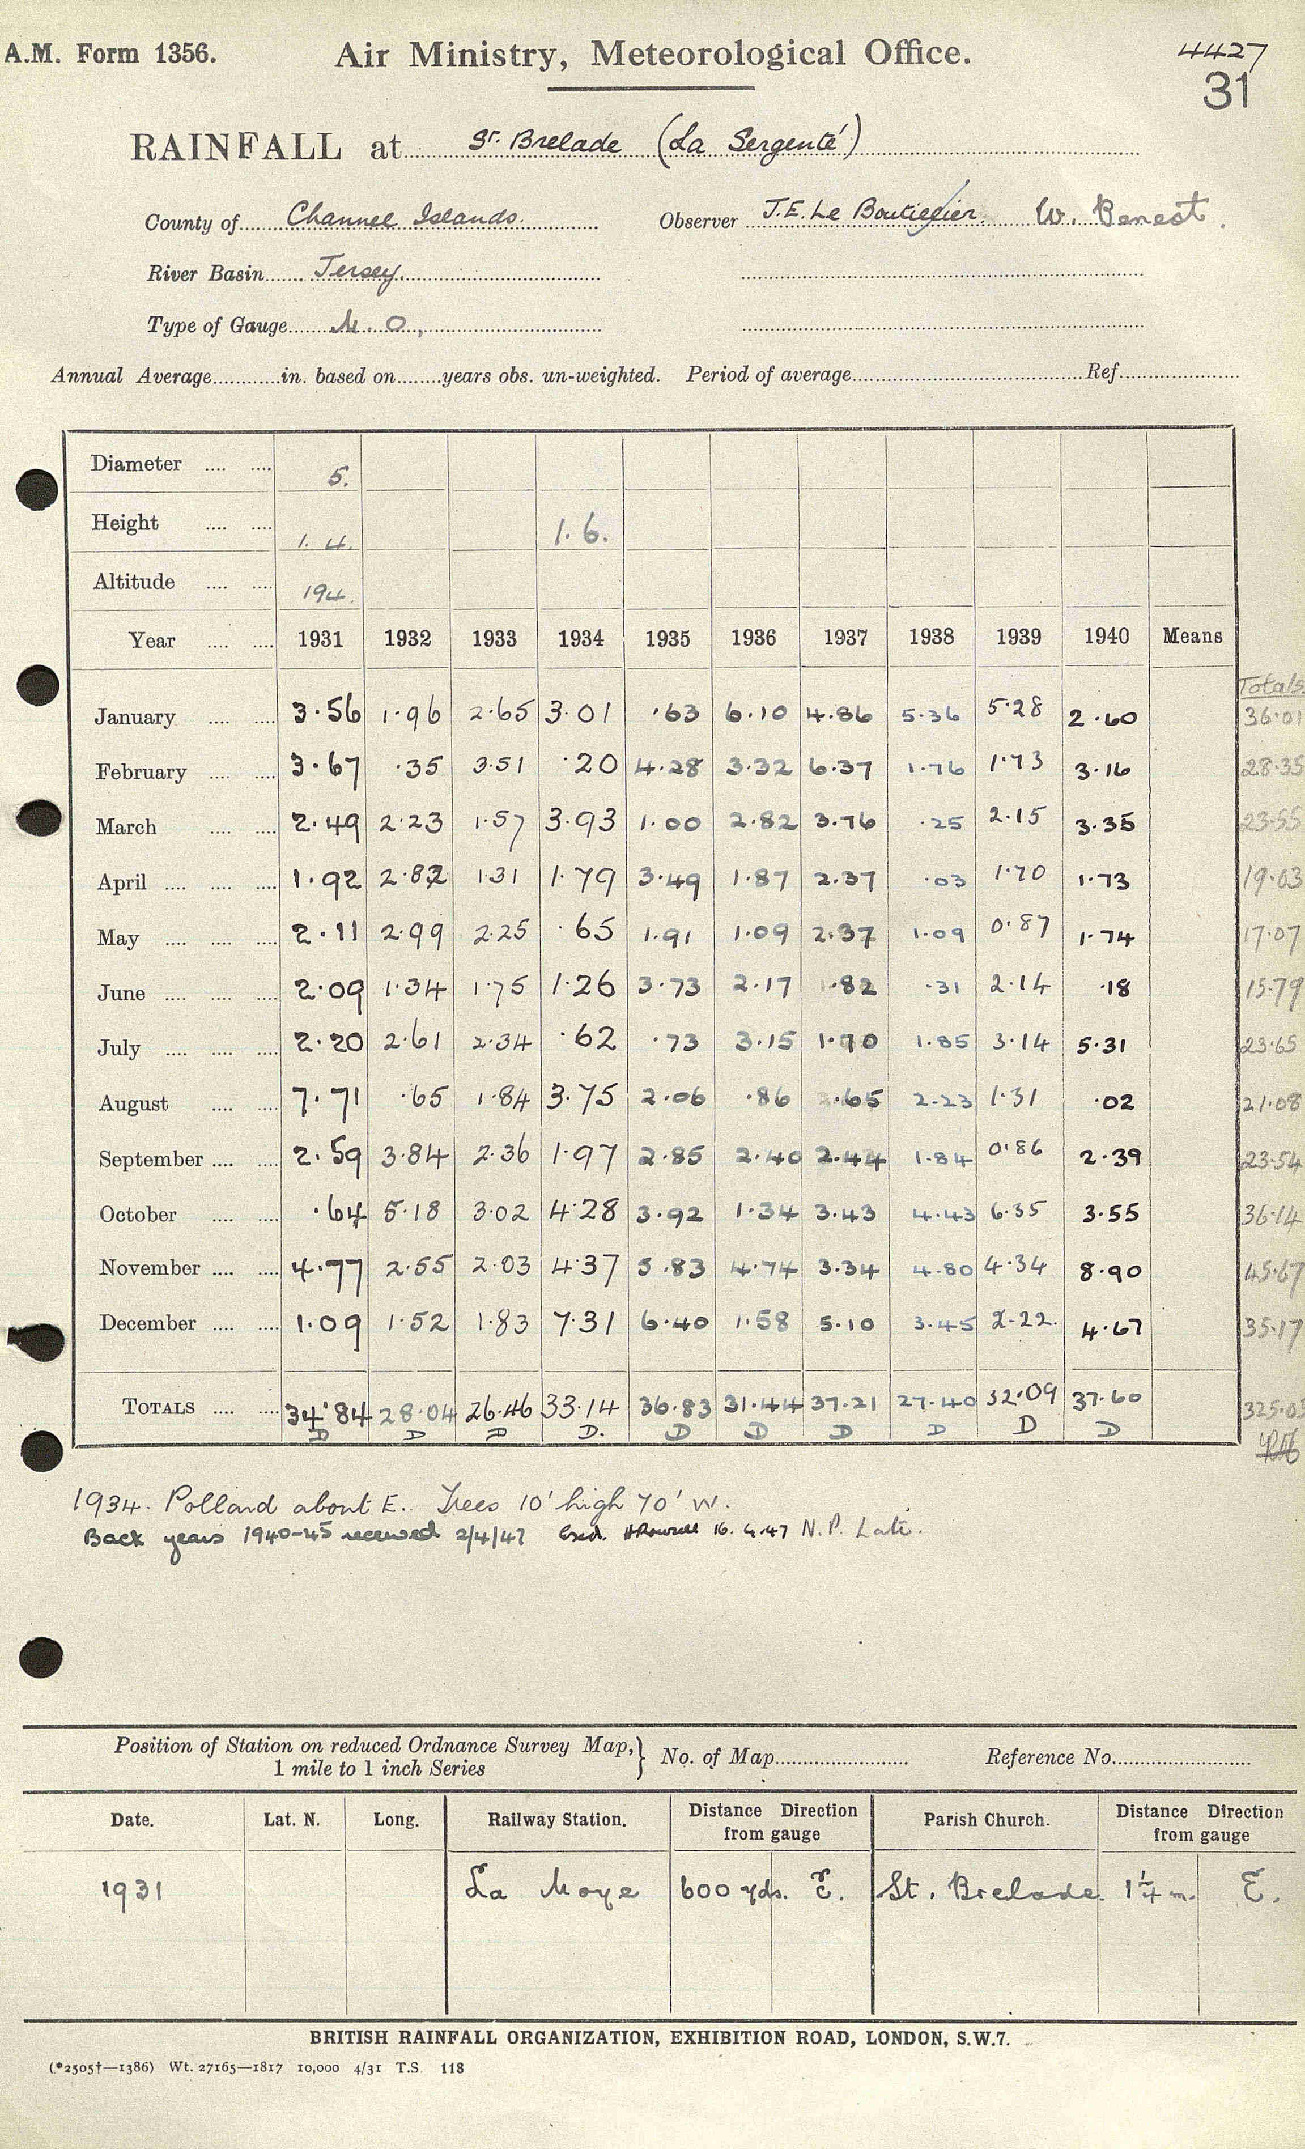 A.M. Form 1356. Air Ministry, Meteorological Office. 4427
31
RAINFALL at St. Brelade (La Sergenté)
County of Channel Islands. Observer J.E. Le Boutillier. W. Benest.
River Basin Jersey.
Type of Gauge M. O,
Annual Average in. based on years obs. un-weighted. Period of average Ref.
Diameter 5.
Height 1. 4. 1. 6.
Altitude 194.
Year 1931 1932 1933 1934 1935 1936 1937 1938 1939 1940 Means Totals
January 3.56 1.96 2.65 3.01 .63 6.10 4.86 5.36 5.28 2.60 36.01
February 3.67 .35 3.51 .20 4.28 3.32 6.37 1.76 1.73 3.16 28.35
March 2.49 2.23 1.57 3.93 1.00 2.82 3.76 .25 2.15 3.35 23.55
April 1.92 2.82 1.31 1.79 3.49 1.87 2.37 .03 1.70 1.73 19.03
May 2.11 2.99 2.25 .65 1.91 1.09 2.37 1.09 0.87 1.74 17.07
June 2.09 1.34 1.75 1.26 3.73 2.17 .82 .31 2.14 .18 15.79
July 2.20 2.61 2.34 .62 .73 3.15 1.70 1.85 3.14 5.31 23.65
August 7.71 .65 1.84 3.75 2.06 .86 .65 2.23 1.31 .02 21.08
September 2.59 3.84 2.36 1.97 2.85 2.40 2.44 1.84 0.86 2.39 23.54
October .64 5.18 3.02 4.28 3.92 1.34 3.43 4.43 6.35 3.55 36.14
November 4.77 2.55 2.03 4.37 5.83 4.74 3.34 4.80 4.34 8.90 45.67
December 1.09 1.52 1.83 7.31 6.40 1.58 5.10 3.45 2.22. 4.67 35.17
TOTALS 34.84 28.04 26.46 33.14 36.83 31.44 37.21 27.40 32.09 37.60 325.05
D D D D. D D D D D D
1934. Pollard about E. Trees 10' high 70' W.
Back years 1940-45 received 2/4/47 16. 4.47 N.P. Late.
Position of Station on reduced Ordnance Survey Map, } No. of Map Reference No.
1 mile to 1 inch Series
Date. Lat. N. Long. Railway Station. Distance Direction from gauge Parish Church. Distance Direction from gauge
1931 La Moye 600 yds. E. St. Brelade. 1¼ m. E.
BRITISH RAINFALL ORGANIZATION, EXHIBITION ROAD, LONDON, S.W.7.
(*2505†—1386) Wt. 27165—1817 10,000 4/31 T.S. 118